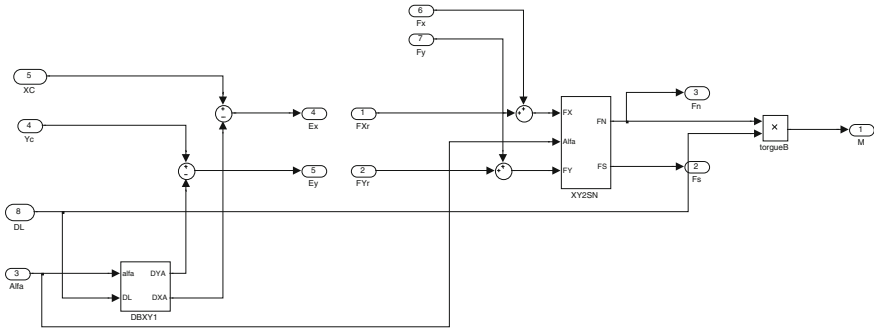 6
Fx
7
Fy
5
XC
4
Yc
8
DL
3
Alfa
alfa DYA
DL DXA
DBXY1
+
−
+
−
4
Ex
5
Ey
1
FXr
2
FYr
+
+
+
+
FX
Alfa
FY
FN
FS
XY2SN
3
Fn
2
Fs
×
torgueB
1
M